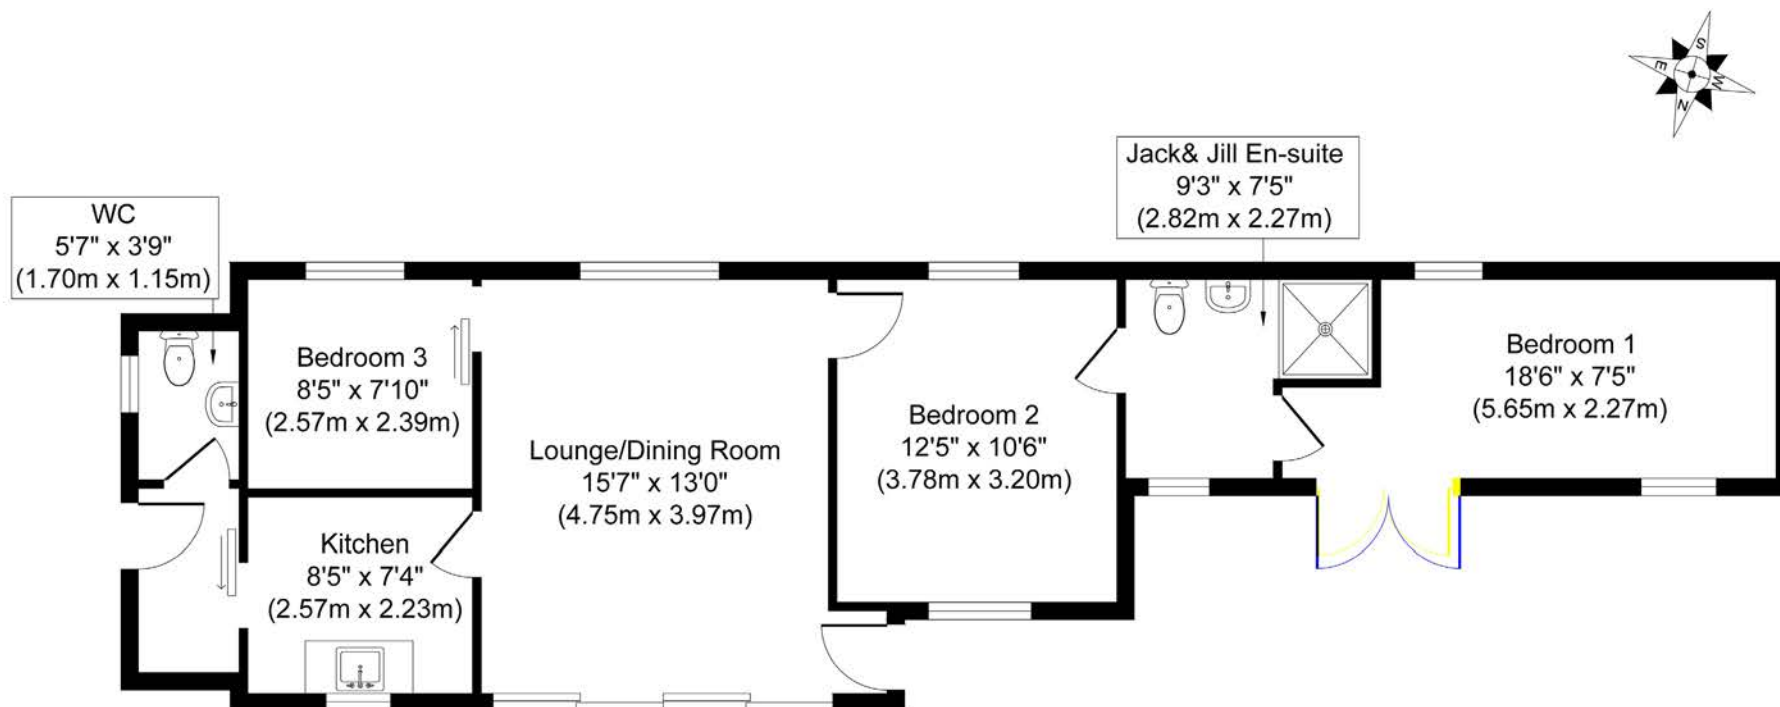 S
E
W
N
Jack& Jill En-suite
9'3" x 7'5"
(2.82m x 2.27m)
WC
5'7" x 3'9"
(1.70m x 1.15m)
Bedroom 3
8'5" x 7'10"
(2.57m x 2.39m)
Lounge/Dining Room
15'7" x 13'0"
(4.75m x 3.97m)
Bedroom 2
12'5" x 10'6"
(3.78m x 3.20m)
Bedroom 1
18'6" x 7'5"
(5.65m x 2.27m)
Kitchen
8'5" x 7'4"
(2.57m x 2.23m)